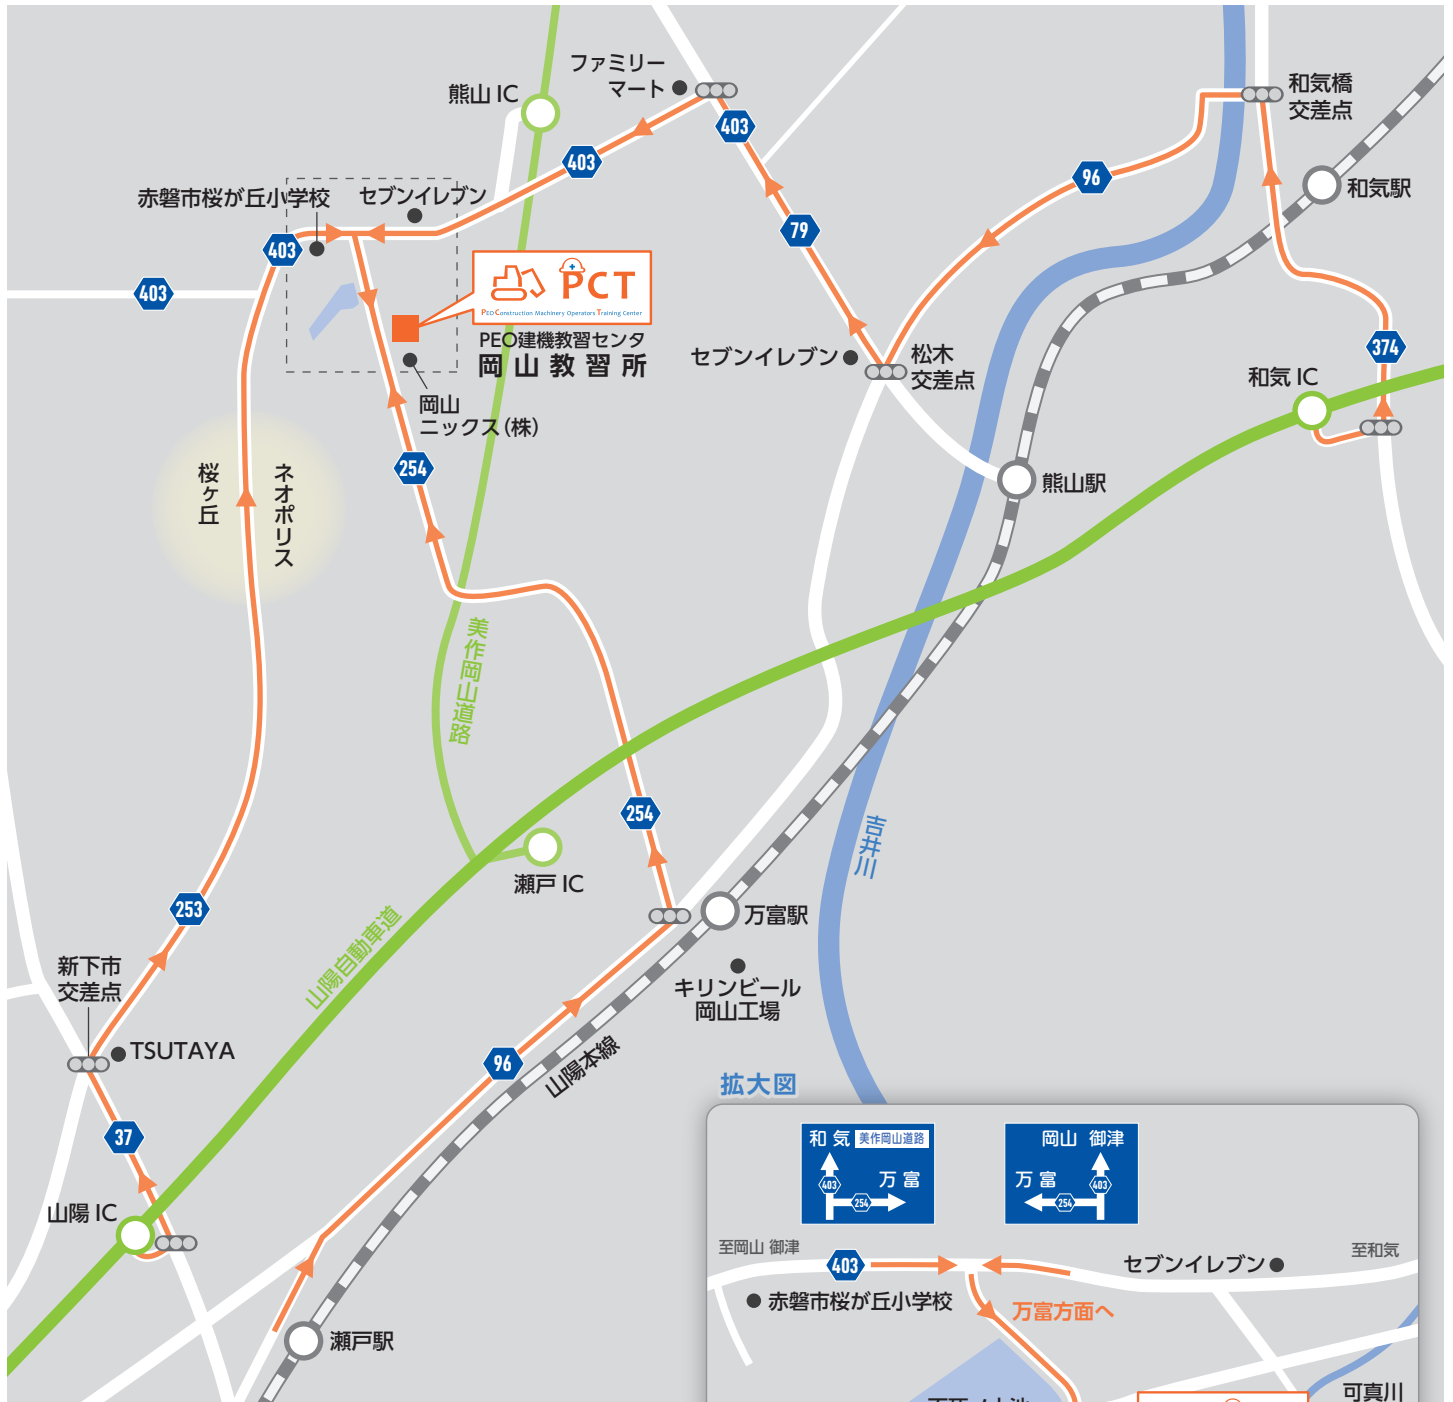 ファミリー
マート
熊山 IC
403
403
和気橋
交差点
96
和気駅
赤磐市桜が丘小学校
セブンイレブン
403
79
403
PCT
PEO Construction Machinery Operators Training Center
PEO建機教習センタ
岡山教習所
セブンイレブン
松木
交差点
374
和気 IC
岡山
ニックス(株)
254
桜ヶ丘
ネオポリス
熊山駅
美作岡山道路
254
吉井川
瀬戸 IC
253
万富駅
山陽自動車道
新下市
交差点
キリンビール
岡山工場
TSUTAYA
96
山陽本線
37
山陽 IC
瀬戸駅
拡大図
和気 美作岡山道路
403
万富
254
岡山 御津
万富
403
254
至岡山 御津
403
セブンイレブン
至和気
赤磐市桜が丘小学校
万富方面へ
可真川